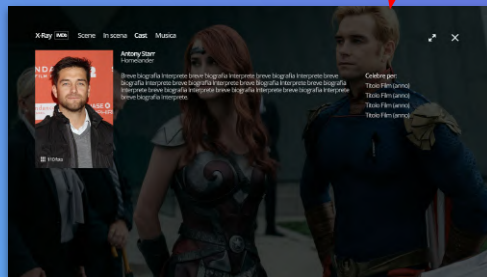 X-Ray IMDb Scene In scena Cast Musica
Antony Starr
Homelander
Breve biografia Interprete breve biografia Interprete breve biografia Interprete breve
biografia Interprete breve biografia Interprete breve biografia Interprete breve biografia
Interprete breve biografia Interprete breve biografia Interprete breve biografia Interprete
breve biografia Interprete.
Celebre per:
Titolo Film (anno)
Titolo Film (anno)
Titolo Film (anno)
Titolo Film (anno)